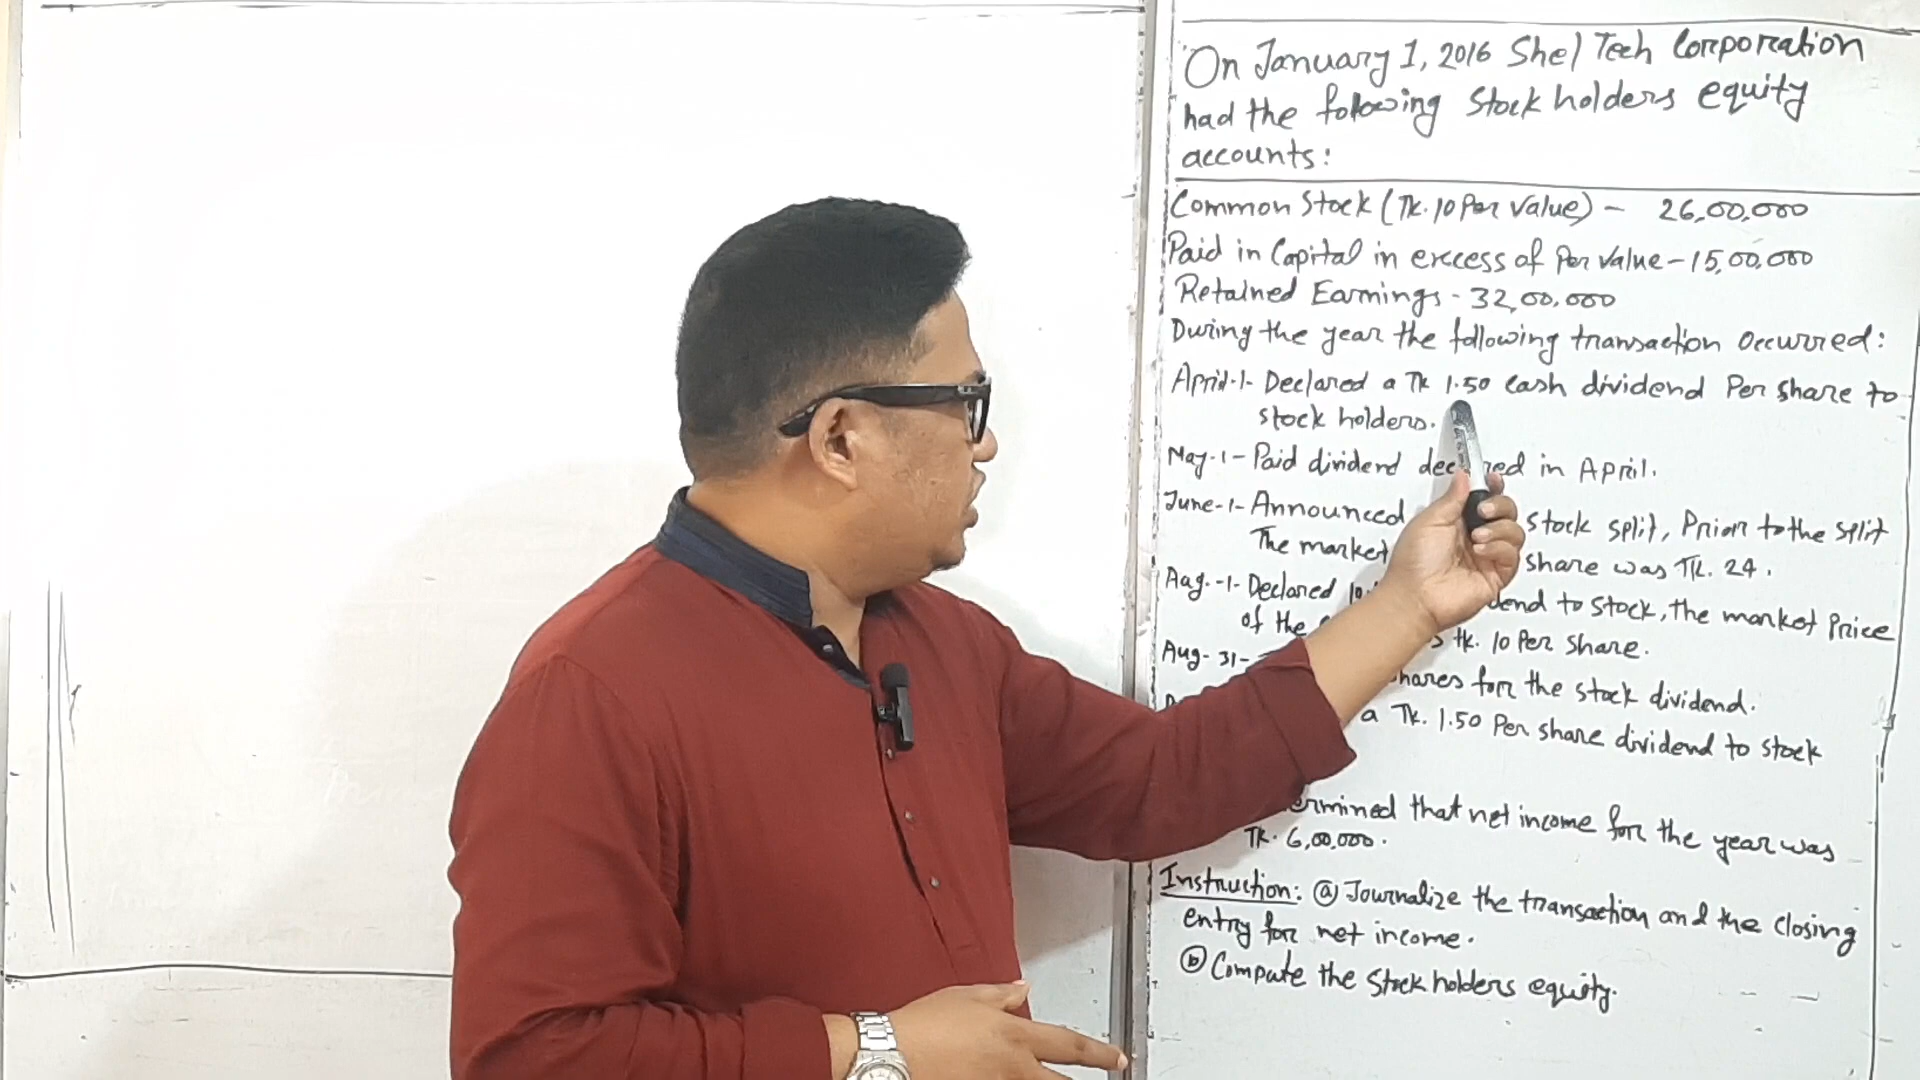 On January 1, 2016 Shel Tech Corporation
had the following Stock holders equity
accounts:
Common Stock (Tk. 10 Per value) - 26,00,000
Paid in Capital in excess of Per value - 15,00,000
Retained Earnings - 32,00,000
During the year the following transaction Occurred:
April-1- Declared a Tk 1.50 cash dividend Per share to
stock holders.
May-1- Paid dividend in April.
June-1- Announced stock split, Prior to the split
The market share was Tk. 24.
Aug.-1- Declared to stock, the market Price
of the tk. 10 Per share.
Aug- 31-
for the stock dividend.
a Tk. 1.50 Per share dividend to stock
that net income for the year was
Tk. 6,00,000.
Instruction: (a) Journalize the transaction and the closing
entry for net income.
(b) Compute the Stock holders equity.